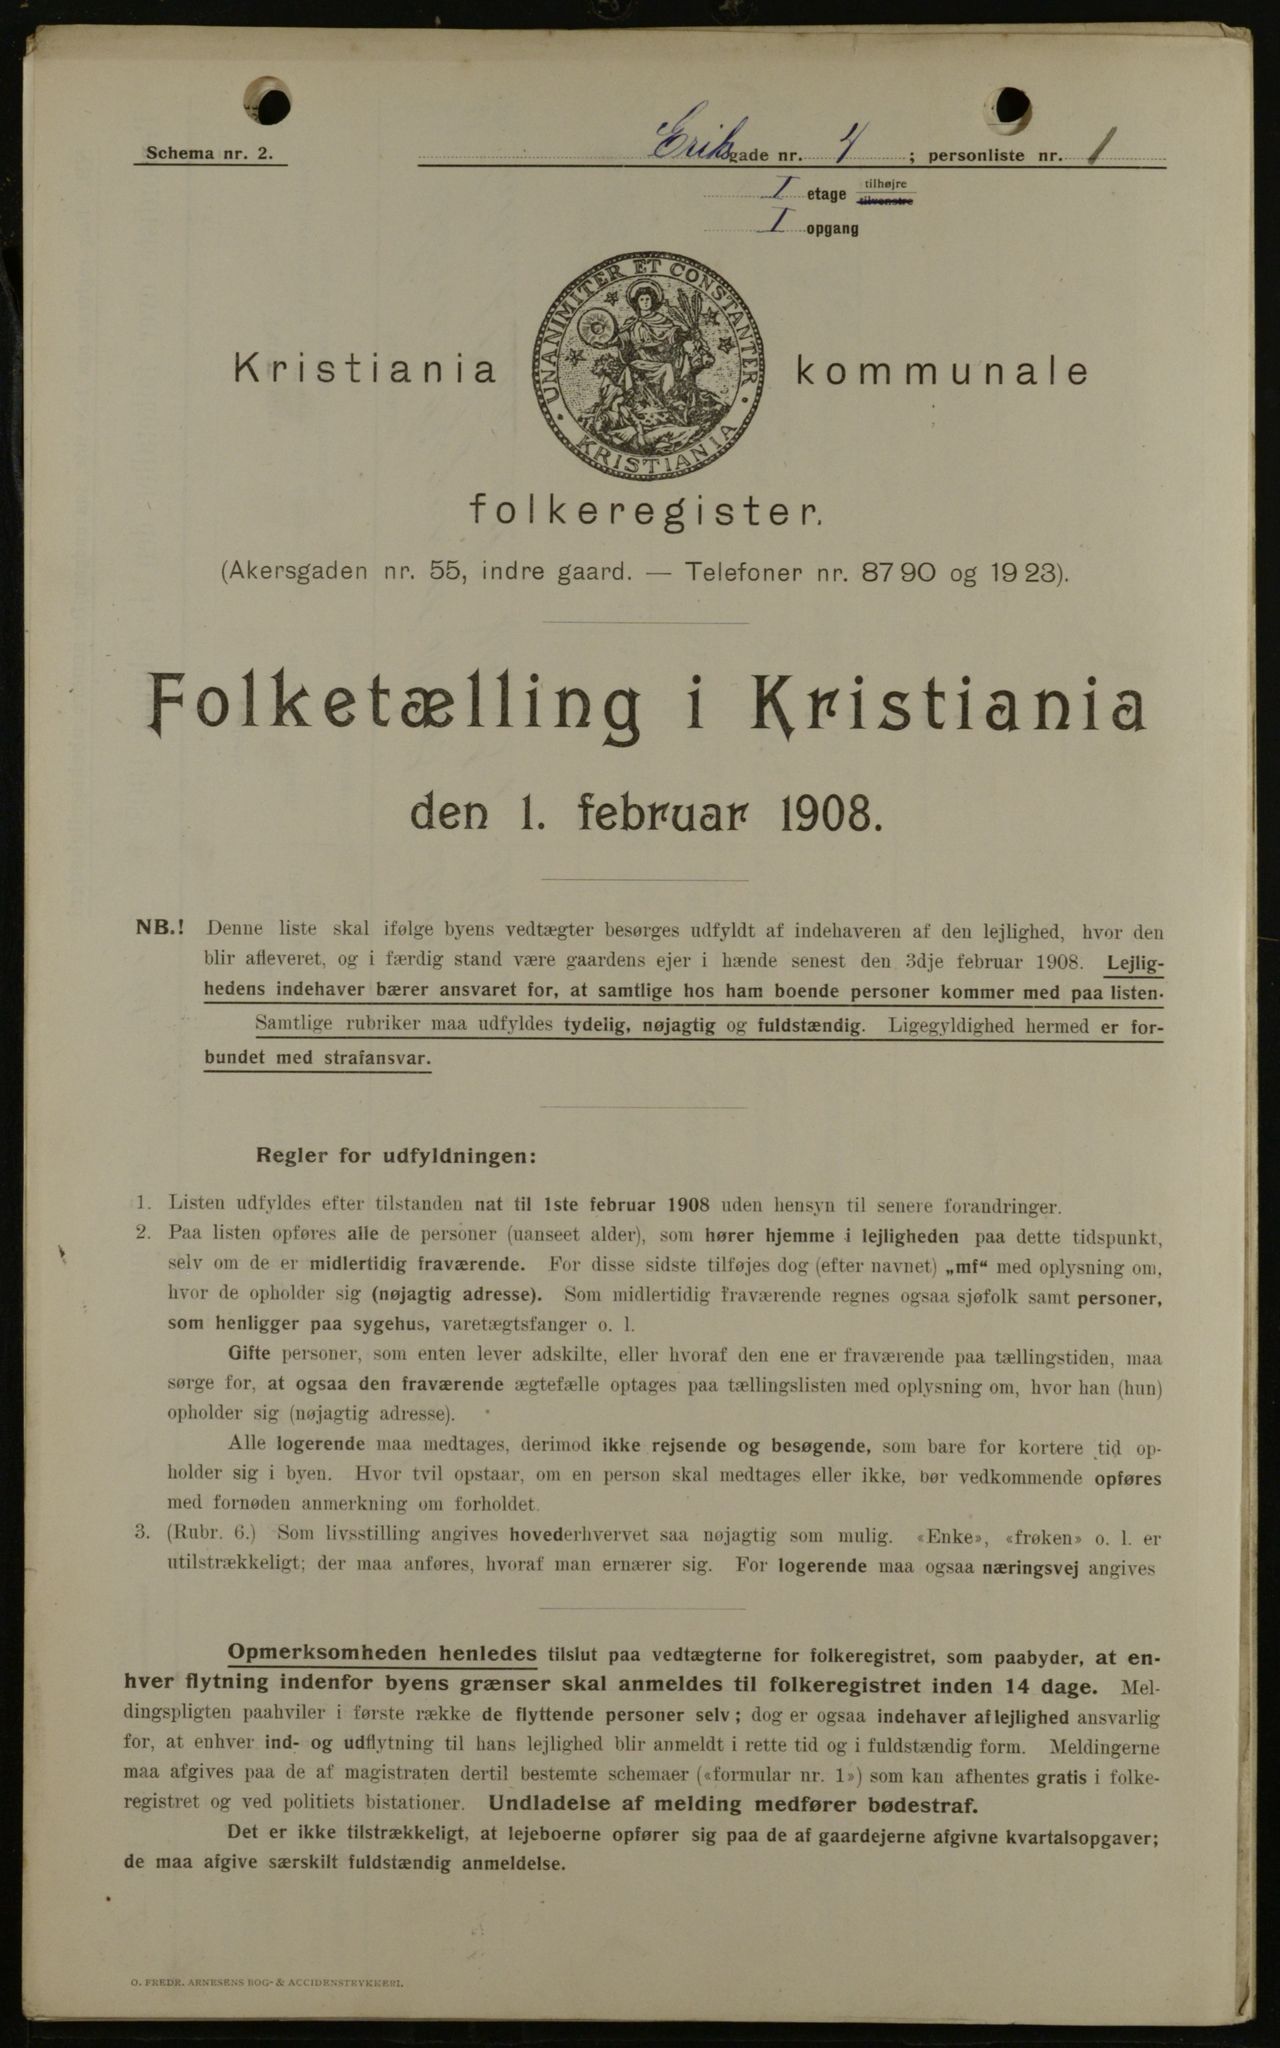 Schema nr. 2.
Eriksgade nr. 4; personliste nr. 1
I etage tilhøjre
tilvenstre
I opgang
UNANIMITER ET CONSTANTER · KRISTIANIA ·
Kristiania kommunale
folkeregister.
(Akersgaden nr. 55, indre gaard. — Telefoner nr. 87 90 og 19 23).
Folketælling i Kristiania
den 1. februar 1908.
NB.! Denne liste skal ifølge byens vedtægter besørges udfyldt af indehaveren af den lejlighed, hvor den
blir afleveret, og i færdig stand være gaardens ejer i hænde senest den 3dje februar 1908. Lejlig-
hedens indehaver bærer ansvaret for, at samtlige hos ham boende personer kommer med paa listen.
Samtlige rubriker maa udfyldes tydelig, nøjagtig og fuldstændig. Ligegyldighed hermed er for-
bundet med strafansvar.
Regler for udfyldningen:
1. Listen udfyldes efter tilstanden nat til 1ste februar 1908 uden hensyn til senere forandringer.
2. Paa listen opføres alle de personer (uanseet alder), som hører hjemme i lejligheden paa dette tidspunkt,
selv om de er midlertidig fraværende. For disse sidste tilføjes dog (efter navnet) „mf“ med oplysning om,
hvor de opholder sig (nøjagtig adresse). Som midlertidig fraværende regnes ogsaa sjøfolk samt personer,
som henligger paa sygehus, varetægtsfanger o. l.
Gifte personer, som enten lever adskilte, eller hvoraf den ene er fraværende paa tællingstiden, maa
sørge for, at ogsaa den fraværende ægtefælle optages paa tællingslisten med oplysning om, hvor han (hun)
opholder sig (nøjagtig adresse).
Alle logerende maa medtages, derimod ikke rejsende og besøgende, som bare for kortere tid op-
holder sig i byen. Hvor tvil opstaar, om en person skal medtages eller ikke, bør vedkommende opføres
med fornøden anmerkning om forholdet.
3. (Rubr. 6.) Som livsstilling angives hovederhvervet saa nøjagtig som mulig. «Enke», «frøken» o. l. er
utilstrækkeligt; der maa anføres, hvoraf man ernærer sig. For logerende maa ogsaa næringsvej angives
Opmerksomheden henledes tilslut paa vedtægterne for folkeregistret, som paabyder, at en-
hver flytning indenfor byens grænser skal anmeldes til folkeregistret inden 14 dage. Mel-
dingspligten paahviler i første række de flyttende personer selv; dog er ogsaa indehaver af lejlighed ansvarlig
for, at enhver ind- og udflytning til hans lejlighed blir anmeldt i rette tid og i fuldstændig form. Meldingerne
maa afgives paa de af magistraten dertil bestemte schemaer («formular nr. 1») som kan afhentes gratis i folke-
registret og ved politiets bistationer. Undladelse af melding medfører bødestraf.
Det er ikke tilstrækkeligt, at lejeboerne opfører sig paa de af gaardejerne afgivne kvartalsopgaver;
de maa afgive særskilt fuldstændig anmeldelse.
O. FREDR. ARNESENS BOG- & ACCIDENSTRYKKERI.